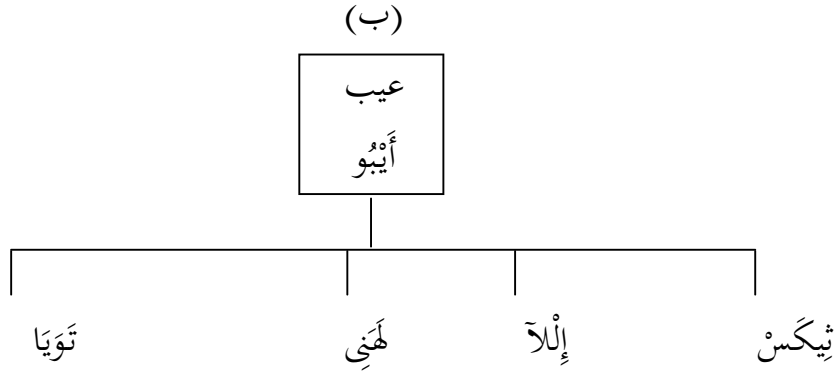 (ب)
عيب
أَيْبُو
ثِيكَسْ إِلْلآ لَهَنِى تَوَيَا